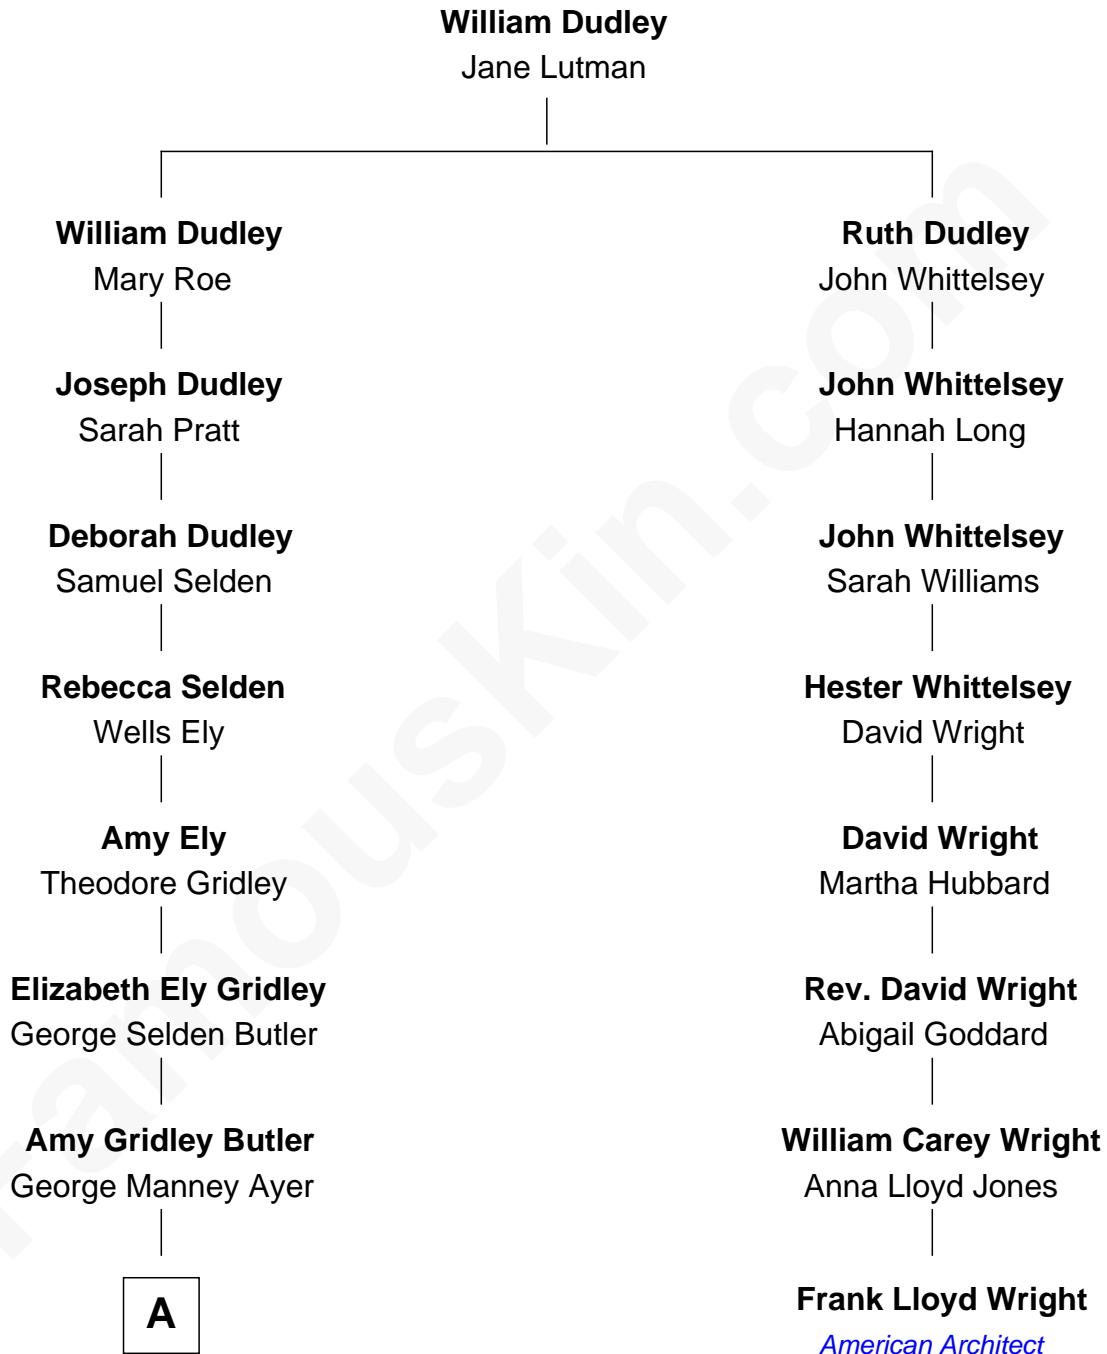 William Dudley
Jane Lutman
William Dudley
Mary Roe
Joseph Dudley
Sarah Pratt
Deborah Dudley
Samuel Selden
Rebecca Selden
Wells Ely
Amy Ely
Theodore Gridley
Elizabeth Ely Gridley
George Selden Butler
Amy Gridley Butler
George Manney Ayer
A
Ruth Dudley
John Whittelsey
John Whittelsey
Hannah Long
John Whittelsey
Sarah Williams
Hester Whittelsey
David Wright
David Wright
Martha Hubbard
Rev. David Wright
Abigail Goddard
William Carey Wright
Anna Lloyd Jones
Frank Lloyd Wright
American Architect
FamousKin.com